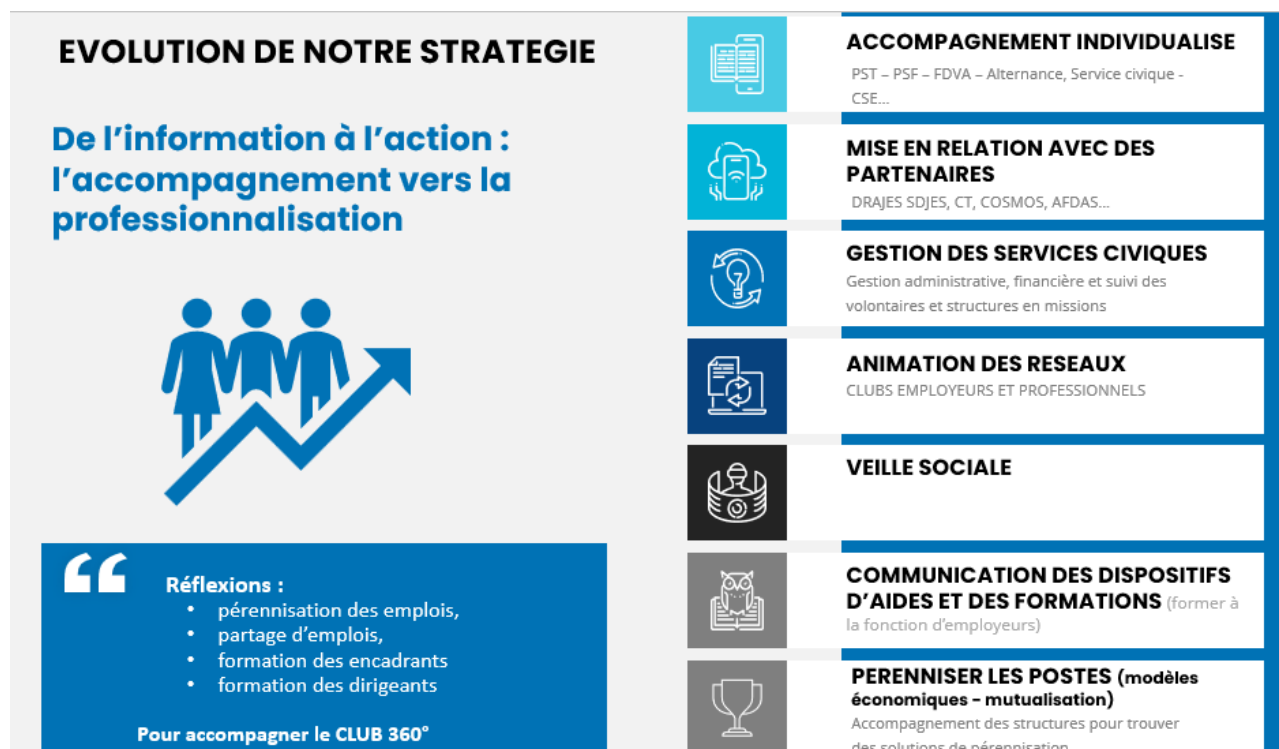 EVOLUTION DE NOTRE STRATEGIE
De l’information à l’action :
l’accompagnement vers la
professionnalisation
“
Réflexions :
• pérennisation des emplois,
• partage d’emplois,
• formation des encadrants
• formation des dirigeants
Pour accompagner le CLUB 360°
ACCOMPAGNEMENT INDIVIDUALISE
PST – PSF – FDVA – Alternance, Service civique -
CSE...
MISE EN RELATION AVEC DES
PARTENAIRES
DRAJES SDJES, CT, COSMOS, AFDAS...
GESTION DES SERVICES CIVIQUES
Gestion administrative, financière et suivi des
volontaires et structures en missions
ANIMATION DES RESEAUX
CLUBS EMPLOYEURS ET PROFESSIONNELS
VEILLE SOCIALE
COMMUNICATION DES DISPOSITIFS
D’AIDES ET DES FORMATIONS (former à
la fonction d’employeurs)
PERENNISER LES POSTES (modèles
économiques – mutualisation)
Accompagnement des structures pour trouver
des solutions de pérennisation